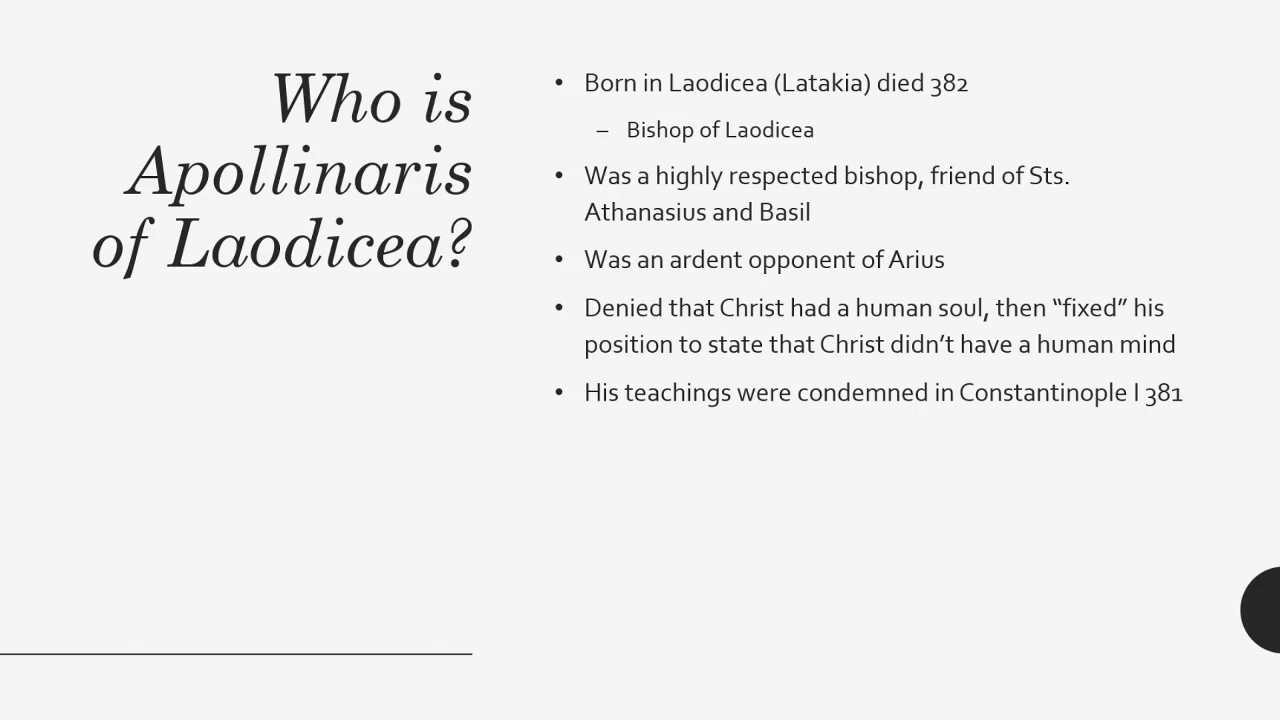 Who is
Apollinaris
of Laodicea?
• Born in Laodicea (Latakia) died 382
– Bishop of Laodicea
• Was a highly respected bishop, friend of Sts.
Athanasius and Basil
• Was an ardent opponent of Arius
• Denied that Christ had a human soul, then “fixed” his
position to state that Christ didn’t have a human mind
• His teachings were condemned in Constantinople I 381